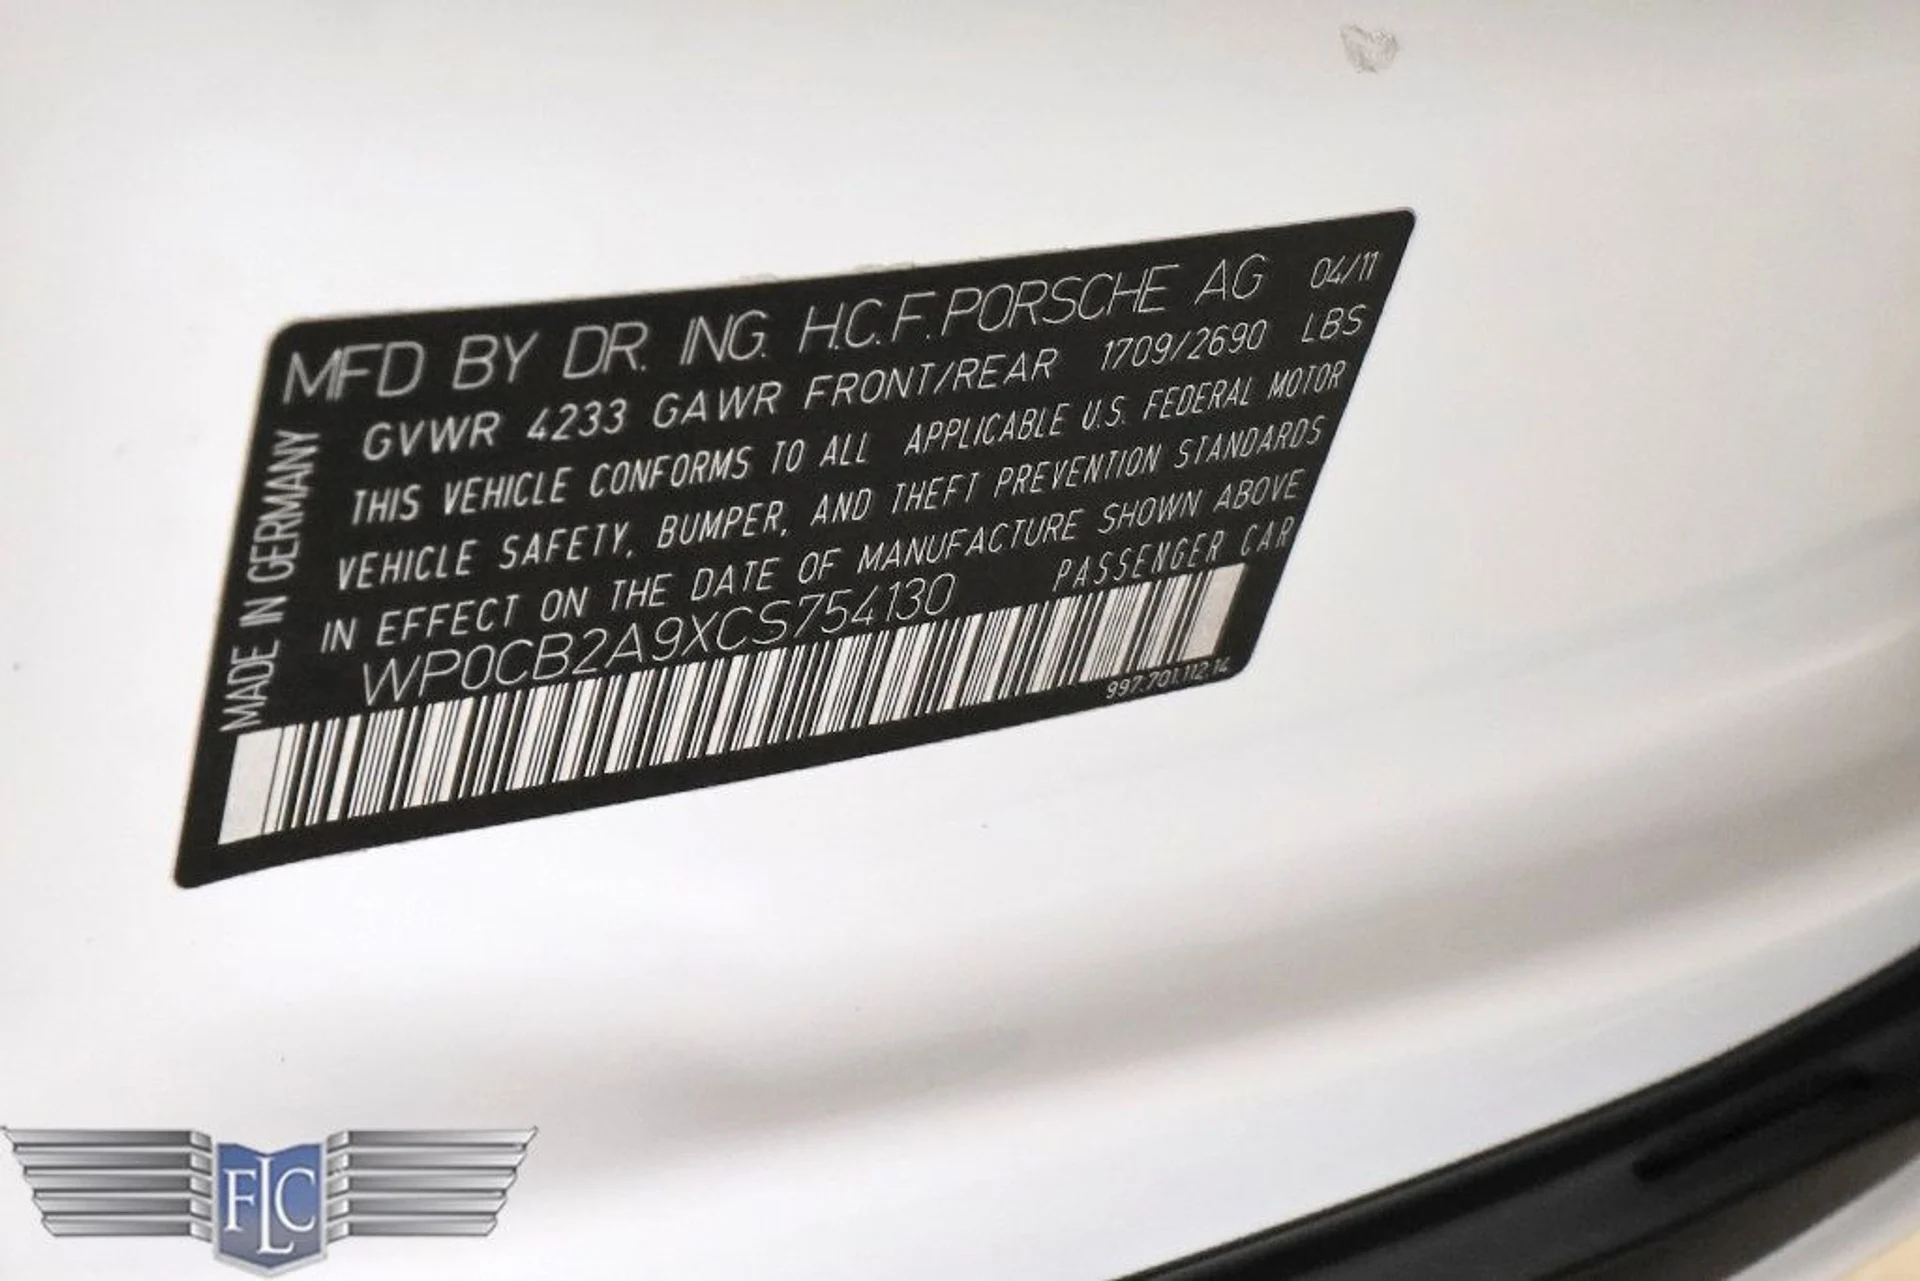 MFD BY DR. ING. H.C.F. PORSCHE AG 04/11
GVWR 4233 GAWR FRONT/REAR 1709/2690 LBS
THIS VEHICLE CONFORMS TO ALL APPLICABLE U.S. FEDERAL MOTOR
VEHICLE SAFETY, BUMPER, AND THEFT PREVENTION STANDARDS
IN EFFECT ON THE DATE OF MANUFACTURE SHOWN ABOVE
WP0CB2A9XCS754130 PASSENGER CAR
997.701.112.14
MADE IN GERMANY
FLC